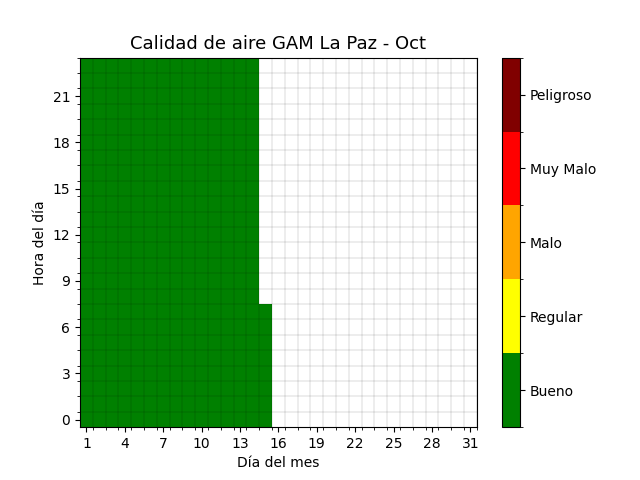 Calidad de aire GAM La Paz - Oct
Hora del día
21
18
15
12
9
6
3
0
1 4 7 10 13 16 19 22 25 28 31
Día del mes
Peligroso
Muy Malo
Malo
Regular
Bueno